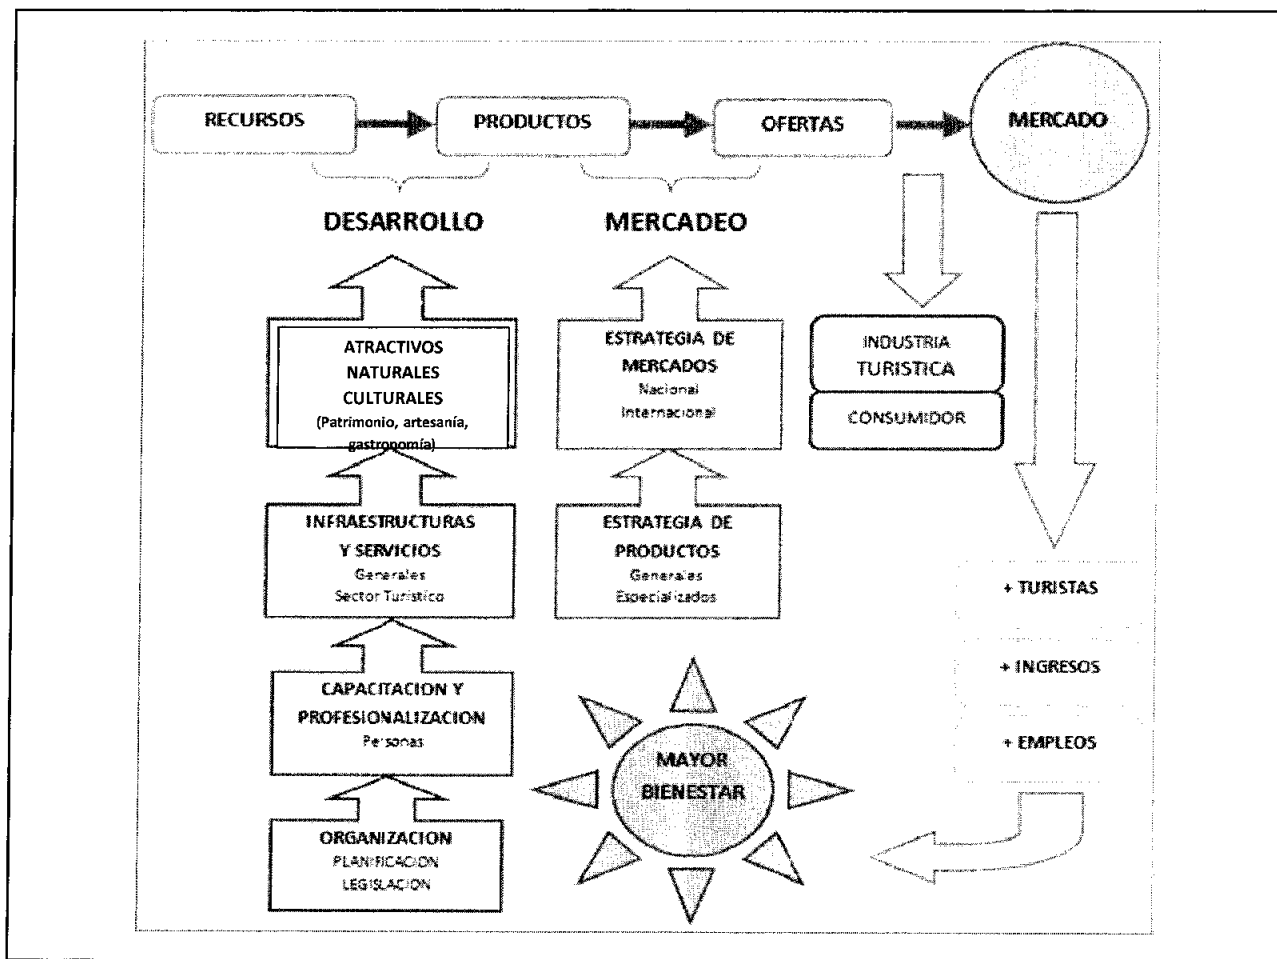 RECURSOS
PRODUCTOS
OFERTAS
MERCADO
DESARROLLO
MERCADEO
ATRACTIVOS
NATURALES
CULTURALES
(Patrimonio, artesanía,
gastronomía)
INFRAESTRUCTURAS
Y SERVICIOS
Generales
Sector Turistico
CAPACITACION Y
PROFESIONALIZACION
Personas
ORGANIZACION
PLANIFICACION
LEGISLACION
ESTRATEGIA DE
MERCADOS
Nacional
Internacional
ESTRATEGIA DE
PRODUCTOS
Generales
Especializados
INDUSTRIA
TURISTICA
CONSUMIDOR
+ TURISTAS
+ INGRESOS
+ EMPLEOS
MAYOR
BIENESTAR